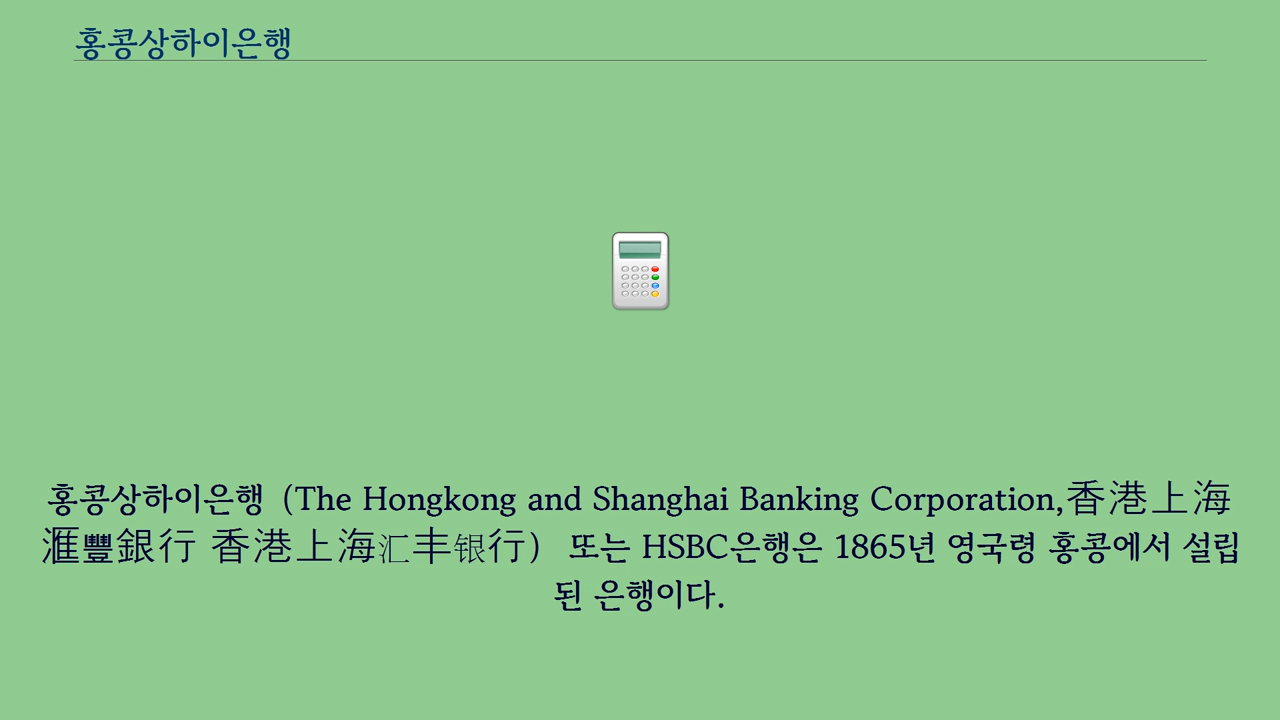 홍콩상하이은행
홍콩상하이은행 (The Hongkong and Shanghai Banking Corporation,香港上海
滙豐銀行 香港上海汇丰银行) 또는 HSBC은행은 1865년 영국령 홍콩에서 설립
된 은행이다.